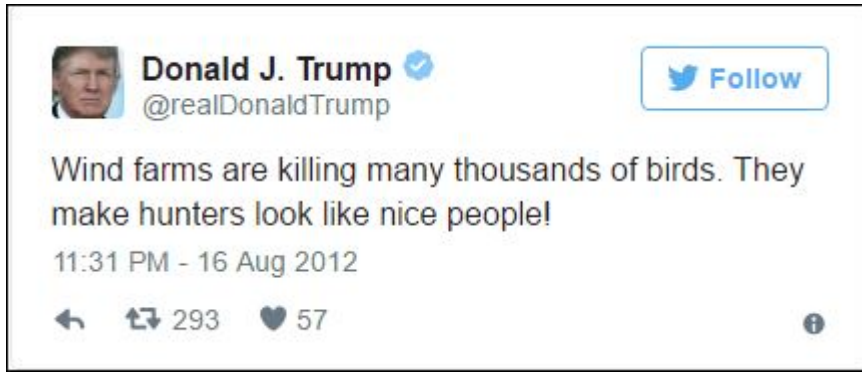 Donald J. Trump
Follow
@realDonaldTrump
Wind farms are killing many thousands of birds. They
make hunters look like nice people!
11:31 PM - 16 Aug 2012
293 57